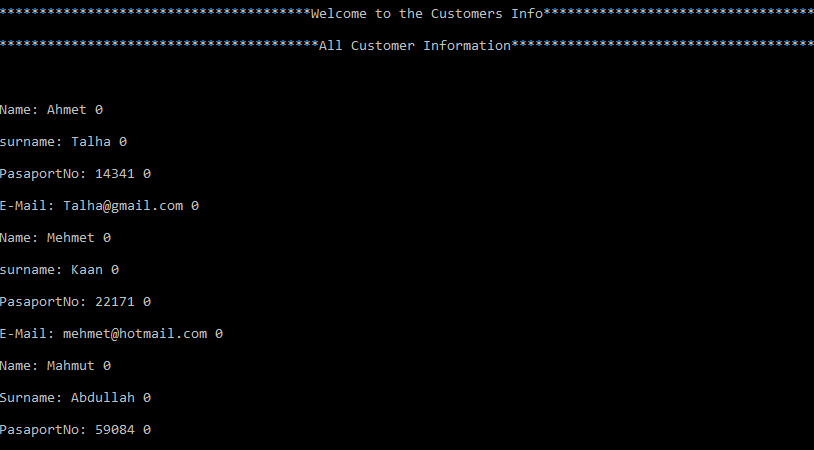 ***************************************Welcome to the Customers Info**********************************
****************************************All Customer Information**************************************
Name: Ahmet 0
surname: Talha 0
PasaportNo: 14341 0
E-Mail: Talha@gmail.com 0
Name: Mehmet 0
surname: Kaan 0
PasaportNo: 22171 0
E-Mail: mehmet@hotmail.com 0
Name: Mahmut 0
Surname: Abdullah 0
PasaportNo: 59084 0